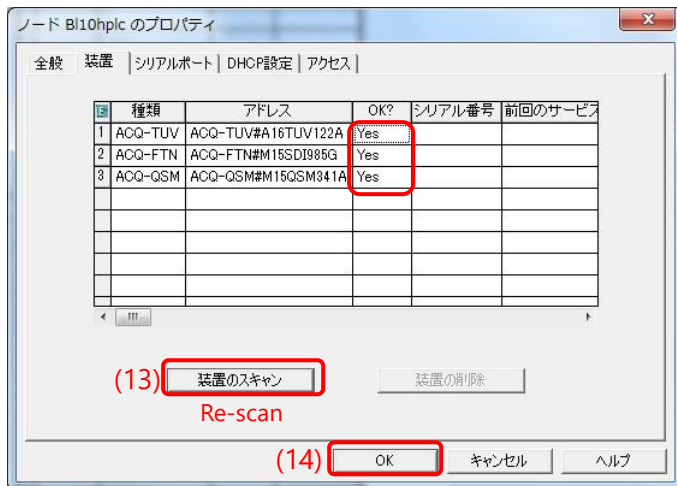 ノード Bl10hplc のプロパティ
全般 装置 シリアルポート DHCP設定 アクセス
種類 アドレス OK? シリアル番号 前回のサービス
1 ACQ-TUV ACQ-TUV#A16TUV122A Yes
2 ACQ-FTN ACQ-FTN#M15SDI985G Yes
3 ACQ-QSM ACQ-QSM#M15QSM341A Yes
(13) 装置のスキャン 装置の削除
Re-scan
(14) OK キャンセル ヘルプ